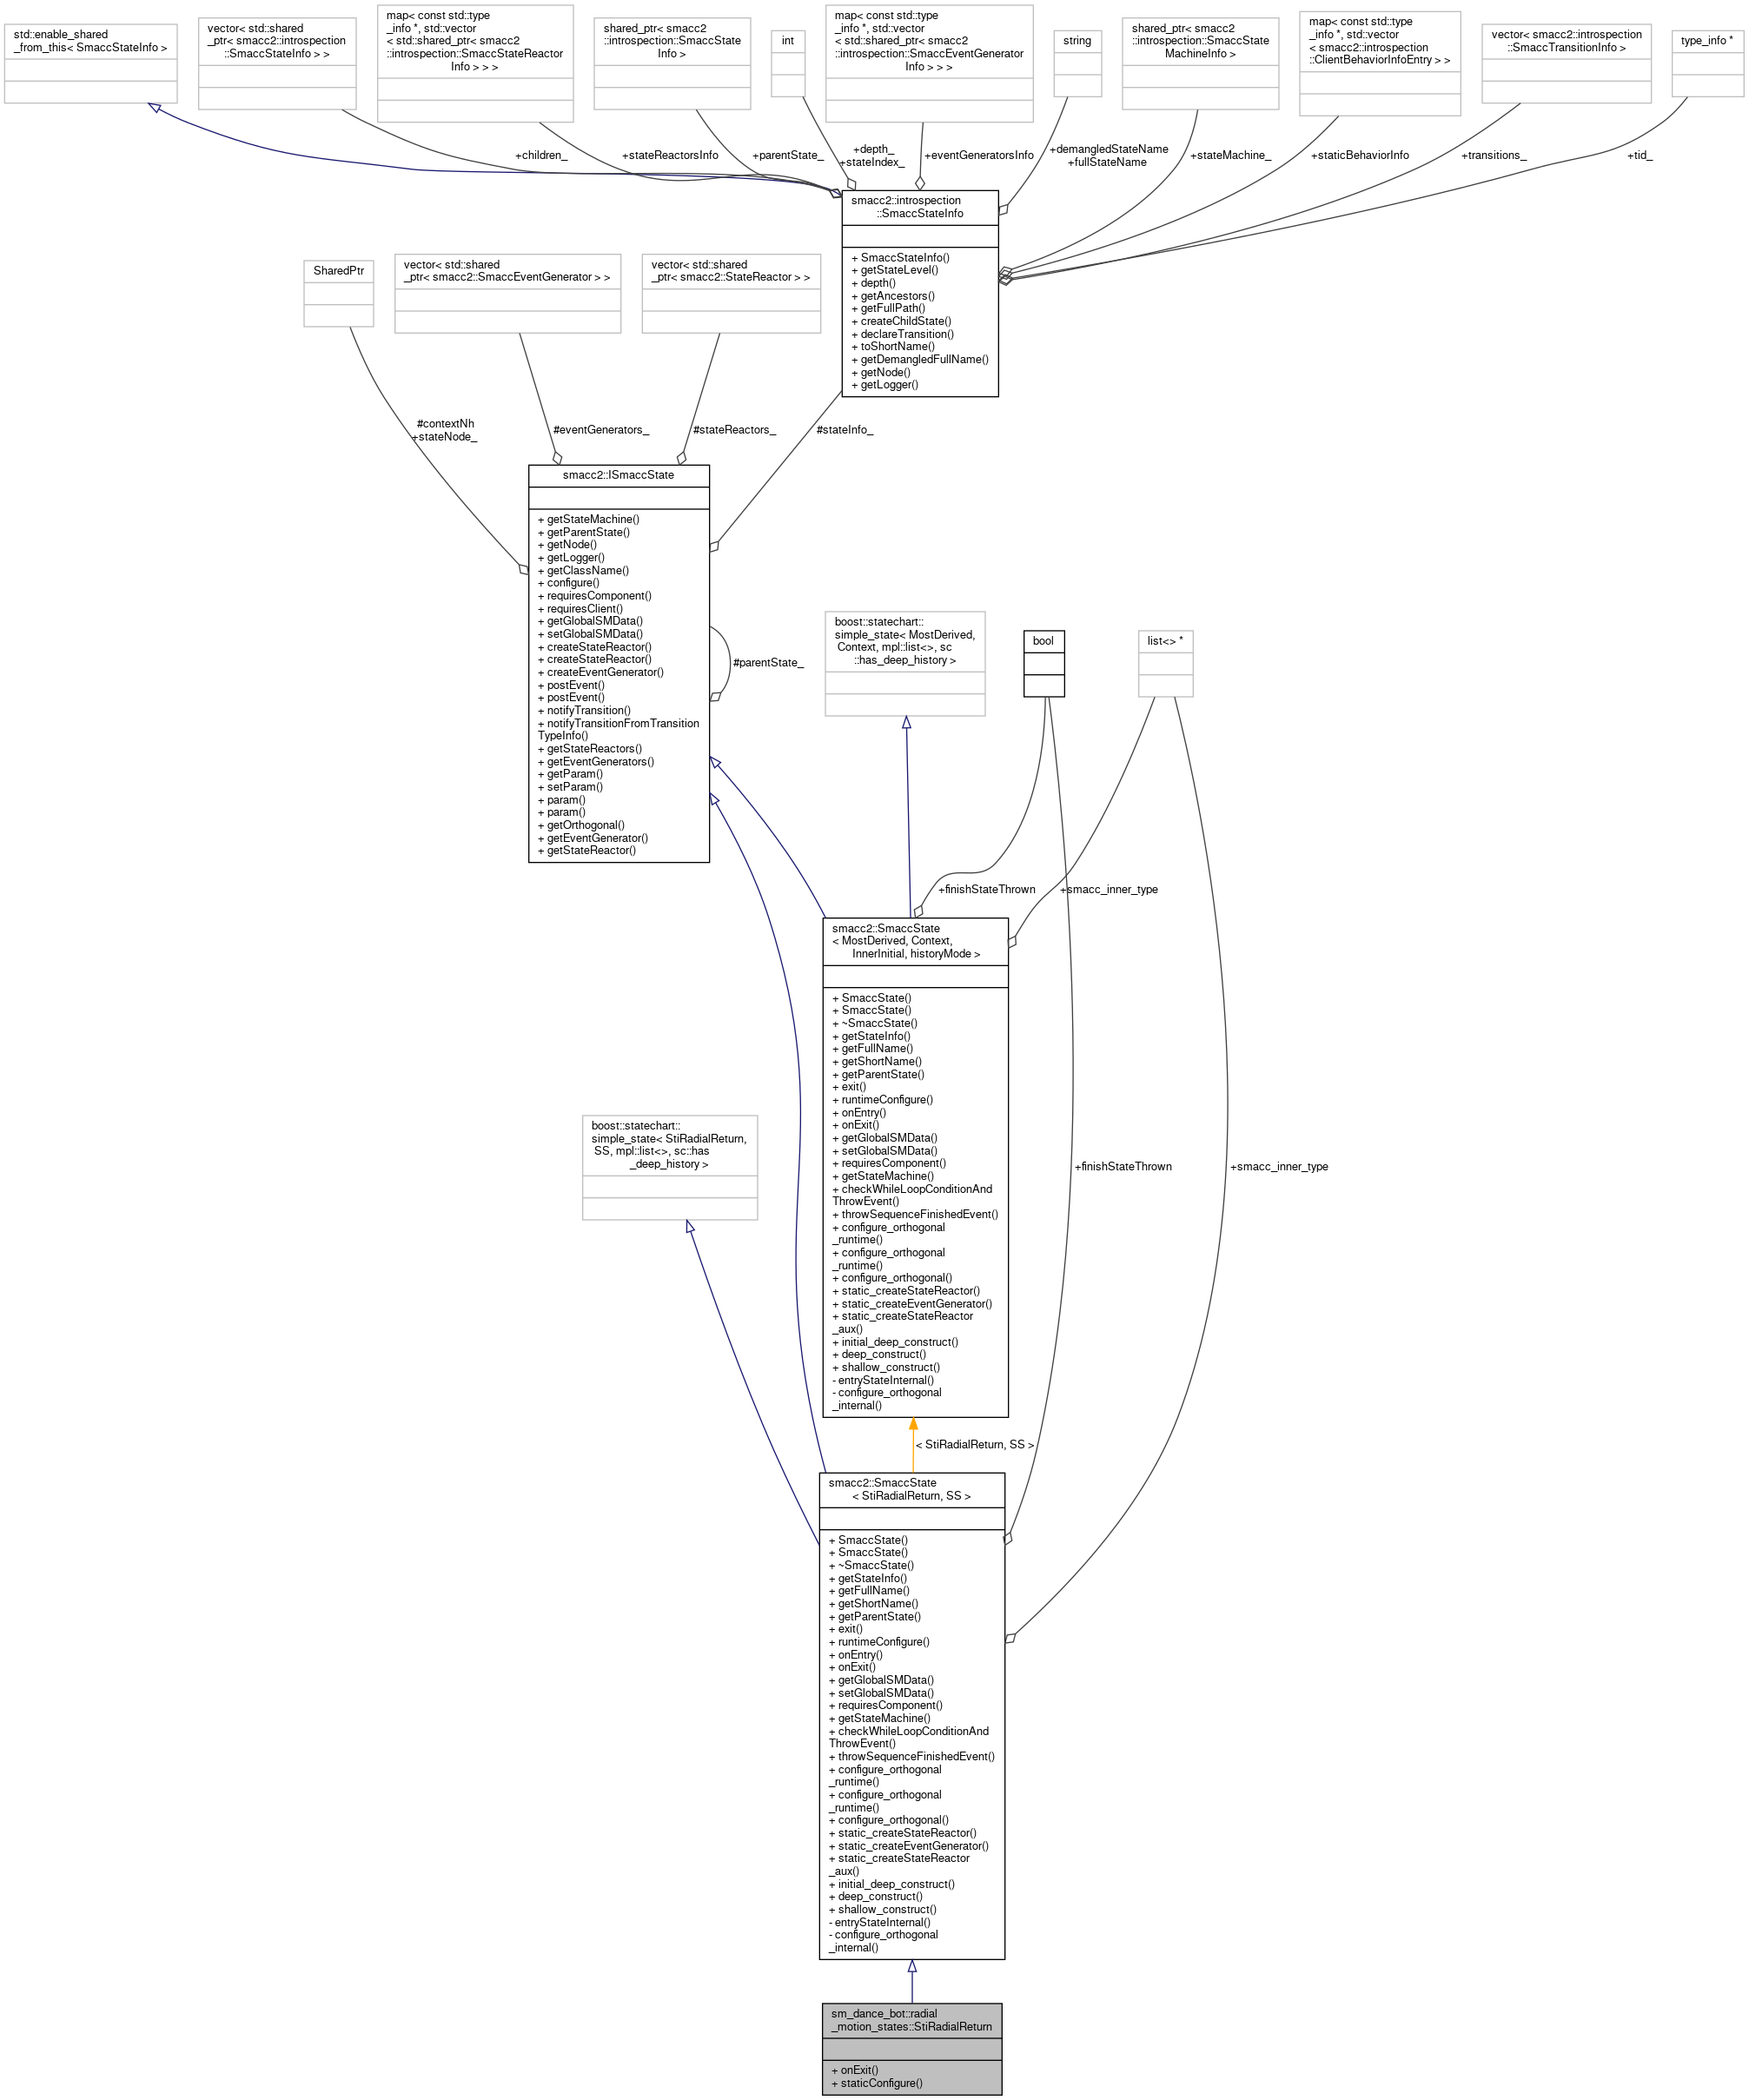 std::enable_shared
_from_this< SmaccStateInfo >
vector< std::shared
_ptr< smacc2::introspection
::SmaccStateInfo > >
map< const std::type
_info *, std::vector
< std::shared_ptr< smacc2
::introspection::SmaccStateReactor
Info > > >
shared_ptr< smacc2
::introspection::SmaccState
Info >
int
map< const std::type
_info *, std::vector
< std::shared_ptr< smacc2
::introspection::SmaccEventGenerator
Info > > >
string
shared_ptr< smacc2
::introspection::SmaccState
MachineInfo >
map< const std::type
_info *, std::vector
< smacc2::introspection
::ClientBehaviorInfoEntry > >
vector< smacc2::introspection
::SmaccTransitionInfo >
type_info *
+children_
+stateReactorsInfo
+parentState_
+depth_
+stateIndex_
+eventGeneratorsInfo
+demangledStateName
+fullStateName
+stateMachine_
+staticBehaviorInfo
+transitions_
+tid_
smacc2::introspection
::SmaccStateInfo
+ SmaccStateInfo()
+ getStateLevel()
+ depth()
+ getAncestors()
+ getFullPath()
+ createChildState()
+ declareTransition()
+ toShortName()
+ getDemangledFullName()
+ getNode()
+ getLogger()
SharedPtr
vector< std::shared
_ptr< smacc2::SmaccEventGenerator > >
vector< std::shared
_ptr< smacc2::StateReactor > >
#contextNh
+stateNode_
#eventGenerators_
#stateReactors_
#stateInfo_
smacc2::ISmaccState
+ getStateMachine()
+ getParentState()
+ getNode()
+ getLogger()
+ getClassName()
+ configure()
+ requiresComponent()
+ requiresClient()
+ getGlobalSMData()
+ setGlobalSMData()
+ createStateReactor()
+ createStateReactor()
+ createEventGenerator()
+ postEvent()
+ postEvent()
+ notifyTransition()
+ notifyTransitionFromTransition
TypeInfo()
+ getStateReactors()
+ getEventGenerators()
+ getParam()
+ setParam()
+ param()
+ param()
+ getOrthogonal()
+ getEventGenerator()
+ getStateReactor()
#parentState_
boost::statechart::
simple_state< MostDerived,
Context, mpl::list<>, sc
::has_deep_history >
bool
list<> *
+finishStateThrown
+smacc_inner_type
smacc2::SmaccState
< MostDerived, Context,
InnerInitial, historyMode >
+ SmaccState()
+ SmaccState()
+ ~SmaccState()
+ getStateInfo()
+ getFullName()
+ getShortName()
+ getParentState()
+ exit()
+ runtimeConfigure()
+ onEntry()
+ onExit()
+ getGlobalSMData()
+ setGlobalSMData()
+ requiresComponent()
+ getStateMachine()
+ checkWhileLoopConditionAnd
ThrowEvent()
+ throwSequenceFinishedEvent()
+ configure_orthogonal
_runtime()
+ configure_orthogonal
_runtime()
+ configure_orthogonal()
+ static_createStateReactor()
+ static_createEventGenerator()
+ static_createStateReactor
_aux()
+ initial_deep_construct()
+ deep_construct()
+ shallow_construct()
- entryStateInternal()
- configure_orthogonal
_internal()
boost::statechart::
simple_state< StiRadialReturn,
SS, mpl::list<>, sc::has
_deep_history >
+finishStateThrown
+smacc_inner_type
< StiRadialReturn, SS >
smacc2::SmaccState
< StiRadialReturn, SS >
+ SmaccState()
+ SmaccState()
+ ~SmaccState()
+ getStateInfo()
+ getFullName()
+ getShortName()
+ getParentState()
+ exit()
+ runtimeConfigure()
+ onEntry()
+ onExit()
+ getGlobalSMData()
+ setGlobalSMData()
+ requiresComponent()
+ getStateMachine()
+ checkWhileLoopConditionAnd
ThrowEvent()
+ throwSequenceFinishedEvent()
+ configure_orthogonal
_runtime()
+ configure_orthogonal
_runtime()
+ configure_orthogonal()
+ static_createStateReactor()
+ static_createEventGenerator()
+ static_createStateReactor
_aux()
+ initial_deep_construct()
+ deep_construct()
+ shallow_construct()
- entryStateInternal()
- configure_orthogonal
_internal()
sm_dance_bot::radial
_motion_states::StiRadialReturn
+ onExit()
+ staticConfigure()